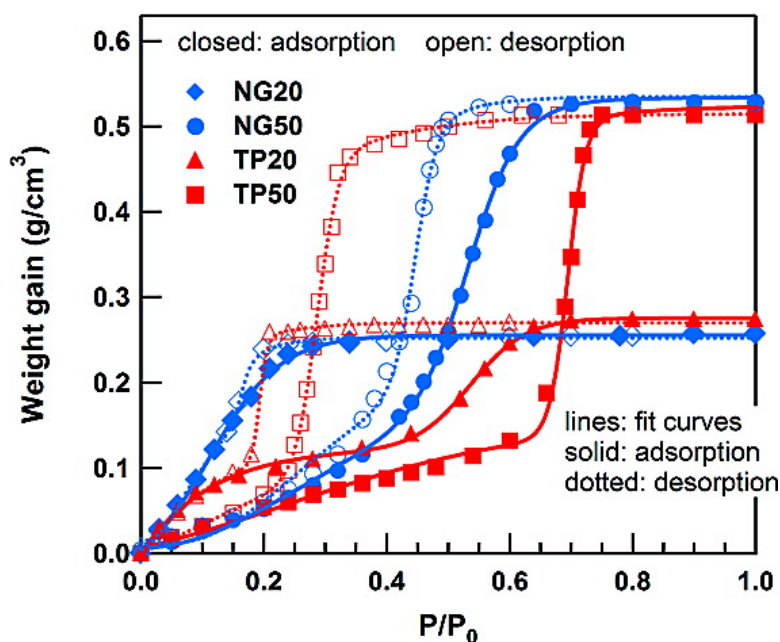 closed: adsorption open: desorption
NG20
NG50
TP20
TP50
lines: fit curves
solid: adsorption
dotted: desorption
Weight gain (g/cm³)
0.6
0.5
0.4
0.3
0.2
0.1
0.0
0.0 0.2 0.4 0.6 0.8 1.0
P/P₀